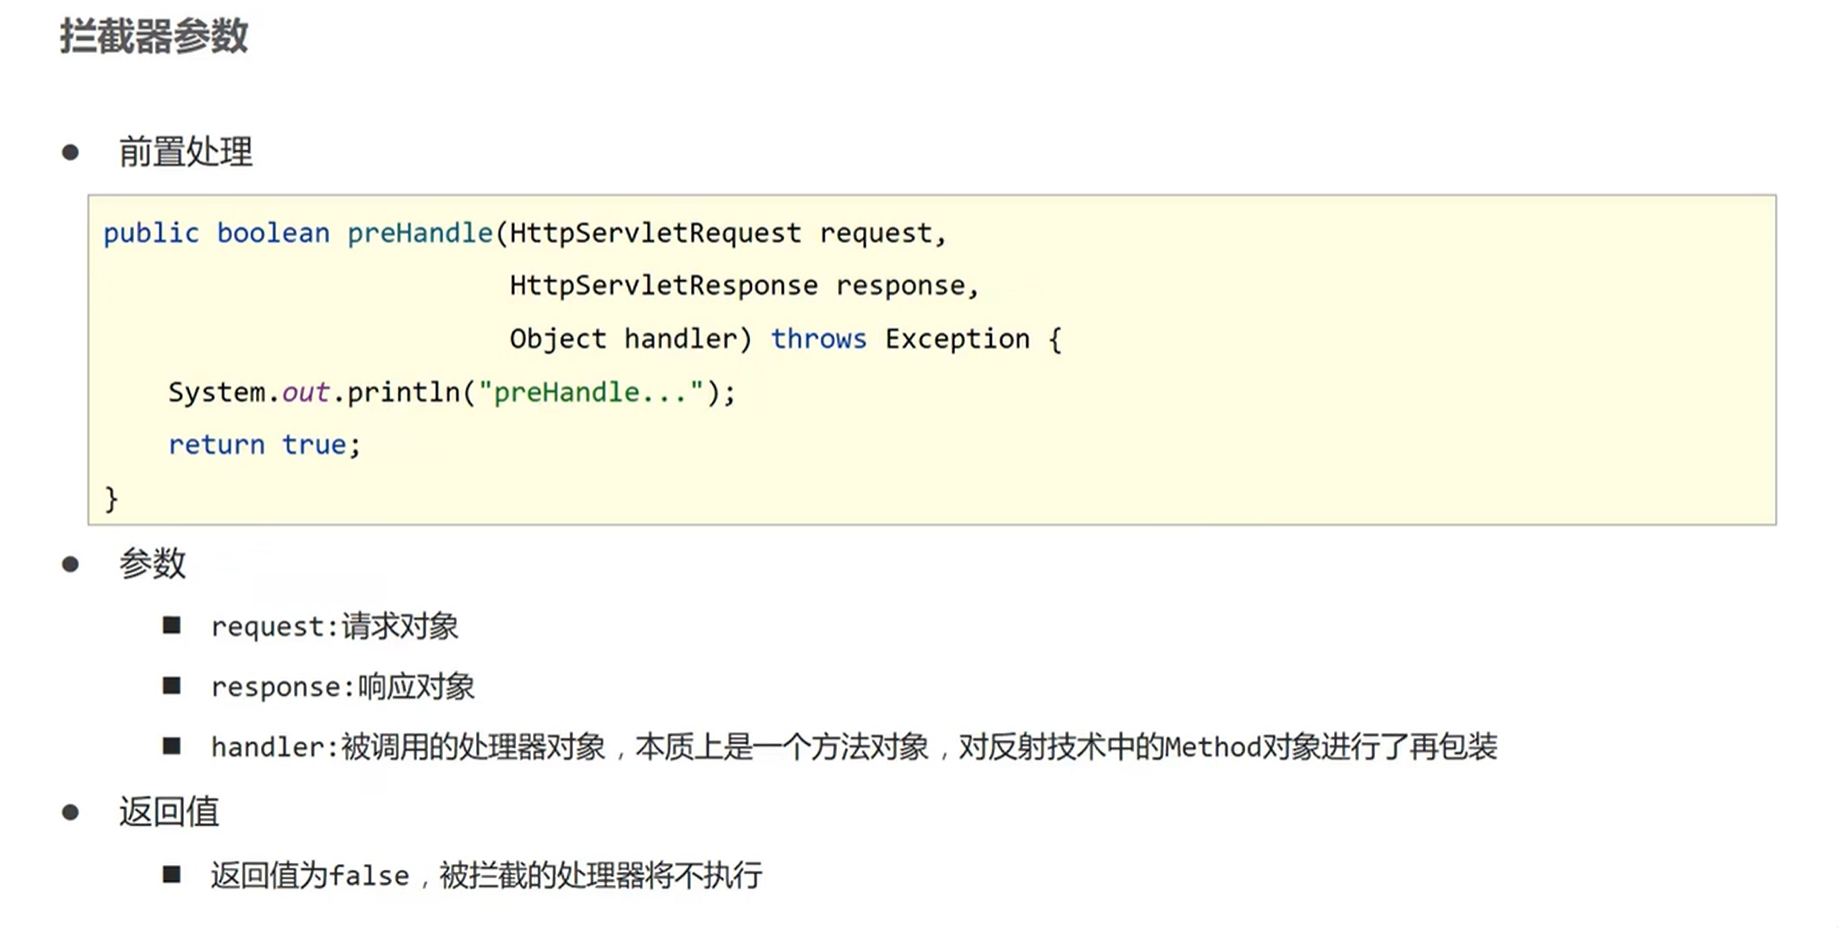 拦截器参数
● 前置处理
public boolean preHandle(HttpServletRequest request,
                         HttpServletResponse response,
                         Object handler) throws Exception {
    System.out.println("preHandle...");
    return true;
}
● 参数
■ request:请求对象
■ response:响应对象
■ handler:被调用的处理器对象，本质上是一个方法对象，对反射技术中的Method对象进行了再包装
● 返回值
■ 返回值为false，被拦截的处理器将不执行